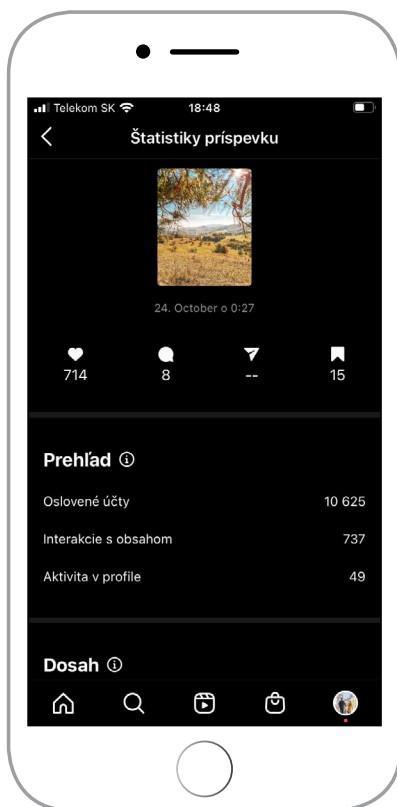 Telekom SK 18:48
Štatistiky príspevku
24. October o 0:27
714 8 -- 15
Prehľad
Oslovené účty 10 625
Interakcie s obsahom 737
Aktivita v profile 49
Dosah